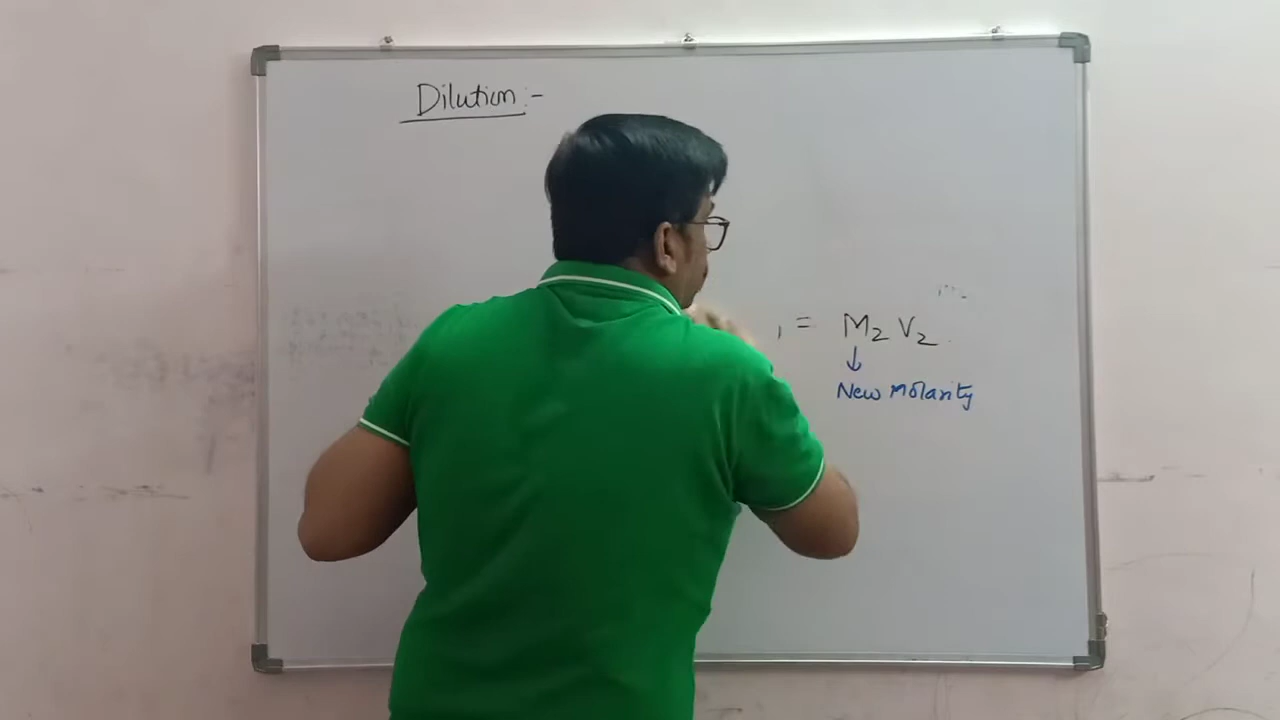 Dilution :-
= M₂ V₂
↓
New Molarity